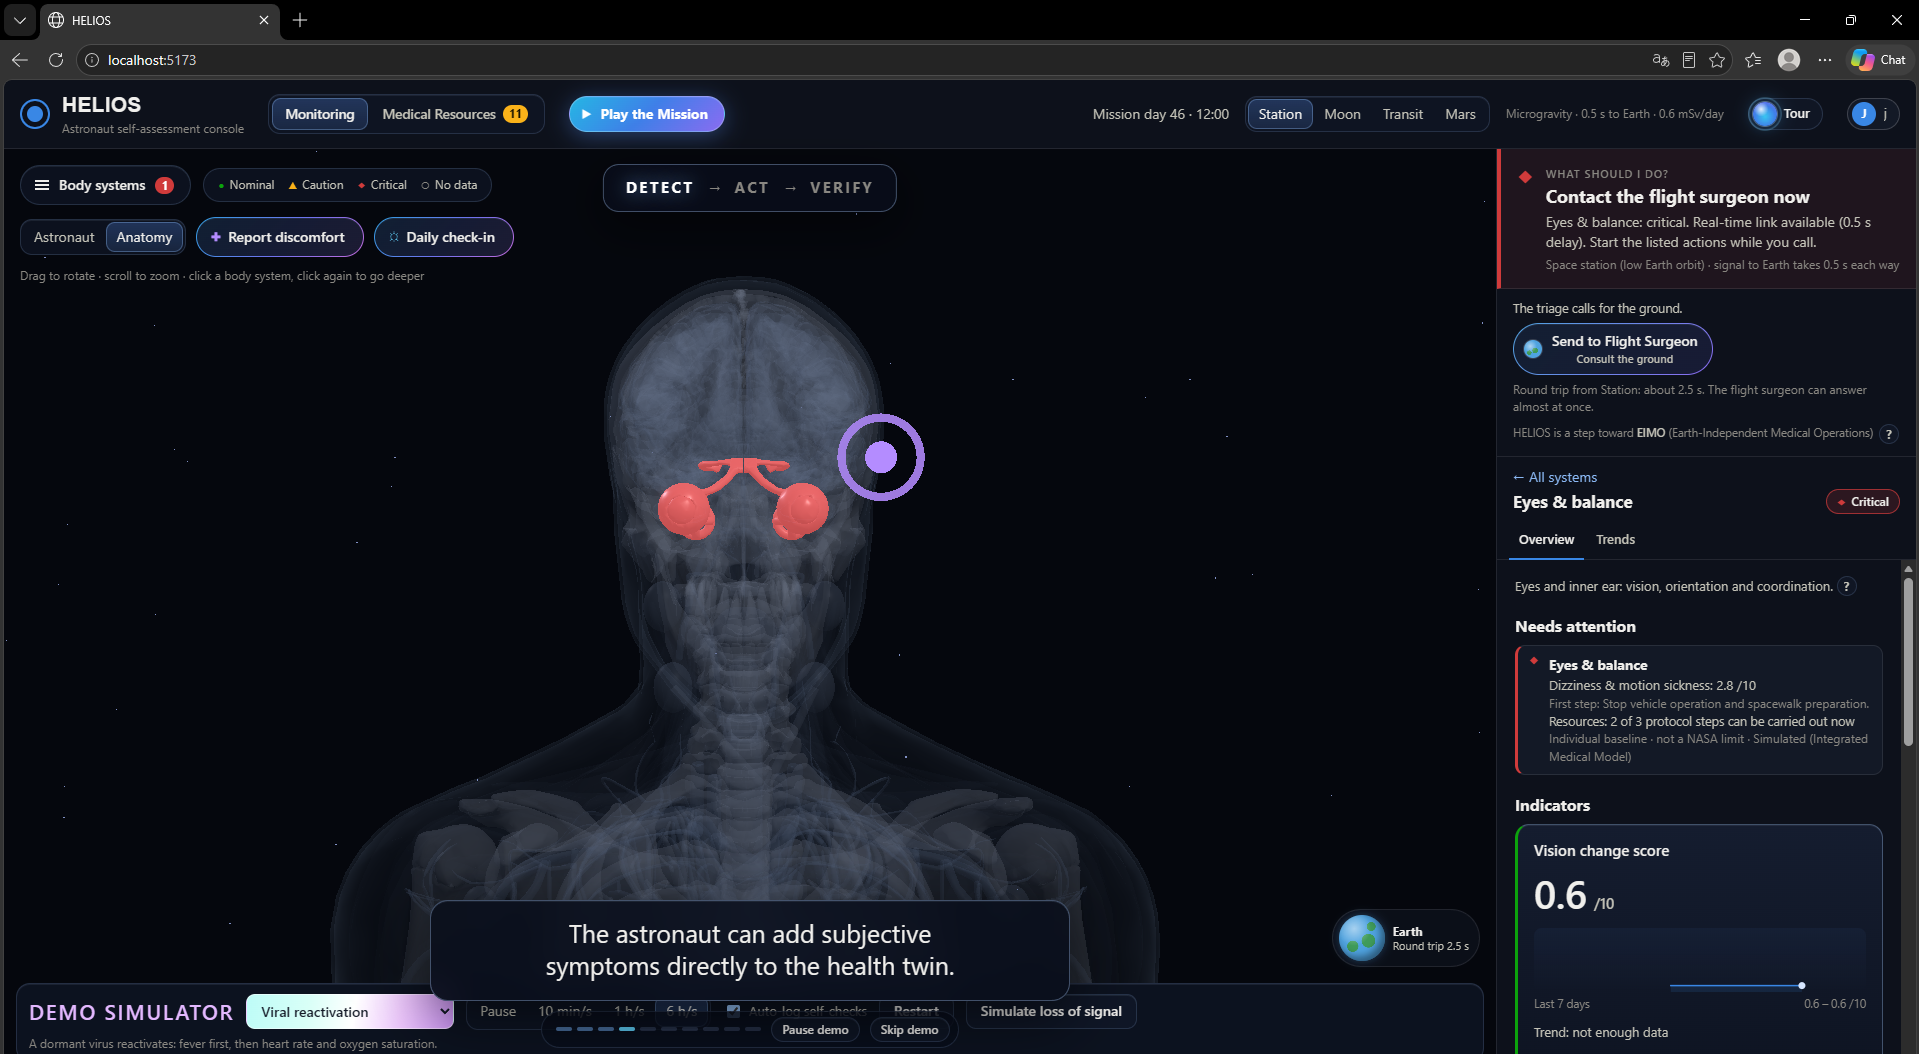 HELIOS
localhost:5173
Chat
HELIOS
Astronaut self-assessment console
Monitoring
Medical Resources 11
Play the Mission
Mission day 46 · 12:00
Station
Moon
Transit
Mars
Microgravity · 0.5 s to Earth · 0.6 mSv/day
Tour
J j
Body systems 1
Nominal
Caution
Critical
No data
DETECT → ACT → VERIFY
Astronaut
Anatomy
Report discomfort
Daily check-in
Drag to rotate · scroll to zoom · click a body system, click again to go deeper
WHAT SHOULD I DO?
Contact the flight surgeon now
Eyes & balance: critical. Real-time link available (0.5 s
delay). Start the listed actions while you call.
Space station (low Earth orbit) · signal to Earth takes 0.5 s each way
The triage calls for the ground.
Send to Flight Surgeon
Consult the ground
Round trip from Station: about 2.5 s. The flight surgeon can answer
almost at once.
HELIOS is a step toward EIMO (Earth-Independent Medical Operations) ?
← All systems
Eyes & balance
Critical
Overview
Trends
Eyes and inner ear: vision, orientation and coordination. ?
Needs attention
Eyes & balance
Dizziness & motion sickness: 2.8 /10
First step: Stop vehicle operation and spacewalk preparation.
Resources: 2 of 3 protocol steps can be carried out now
Individual baseline · not a NASA limit · Simulated (Integrated
Medical Model)
Indicators
Vision change score
0.6 /10
Last 7 days
0.6 – 0.6 /10
Trend: not enough data
Earth
Round trip 2.5 s
The astronaut can add subjective
symptoms directly to the health twin.
DEMO SIMULATOR
Viral reactivation
Pause
10 min/s
1 h/s
6 h/s
Auto-log self-checks
Restart
Simulate loss of signal
Pause demo
Skip demo
A dormant virus reactivates: fever first, then heart rate and oxygen saturation.